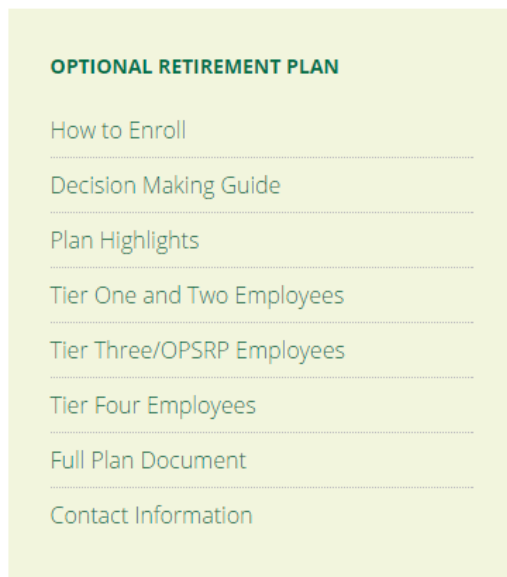 OPTIONAL RETIREMENT PLAN
How to Enroll
Decision Making Guide
Plan Highlights
Tier One and Two Employees
Tier Three/OPSRP Employees
Tier Four Employees
Full Plan Document
Contact Information